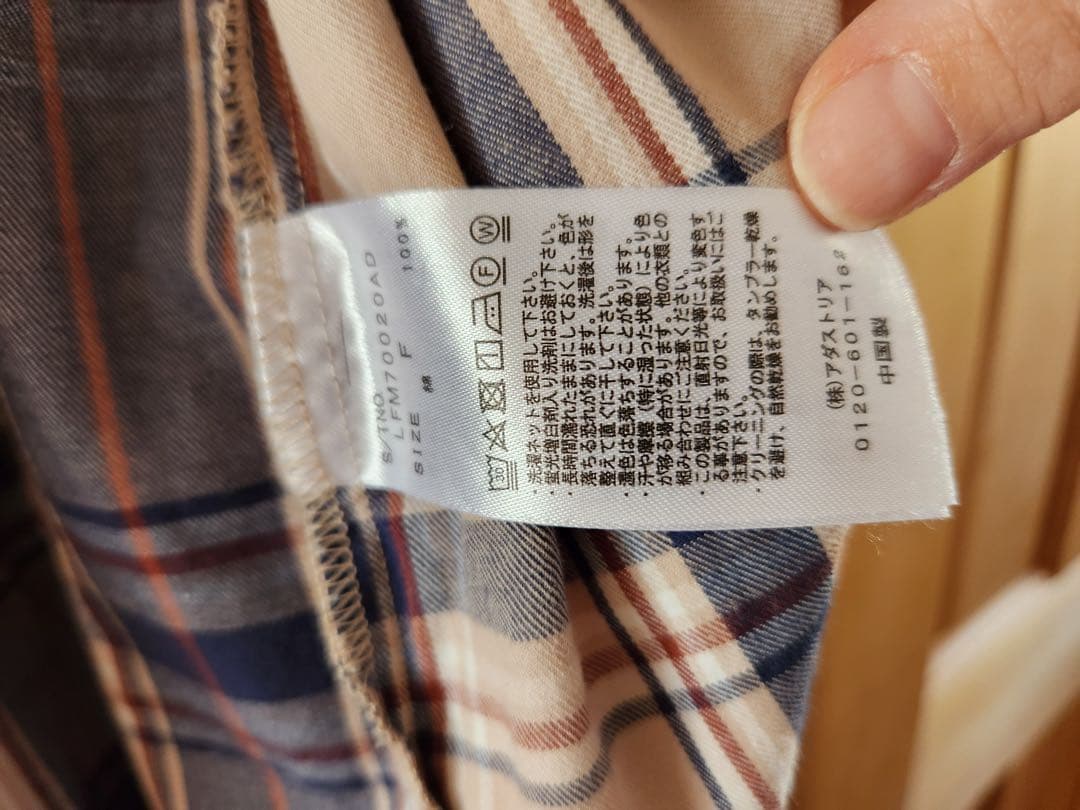 S/TNO
LFM70020AD
SIZE F
綿 100%
F W
・洗濯ネットを使用して下さい。
・蛍光増白剤入り洗剤はお避け下さい。
・長時間濡れたままにしておくと、色が
落ちる恐れがあります。洗濯後は形を
整えて直ぐに干して下さい。
・濃色は色落ちすることがあります。
・汗や摩擦（特に湿った状態）により色
が移る場合があります。他の衣類との
組み合わせにご注意ください。
・この製品は、直射日光等により変色す
る事がありますので、お取扱いにはご
注意下さい。
・クリーニングの際は、タンブラー乾燥
を避け、自然乾燥をお勧めします。
(株)アダストリア
0120-601-162
中国製